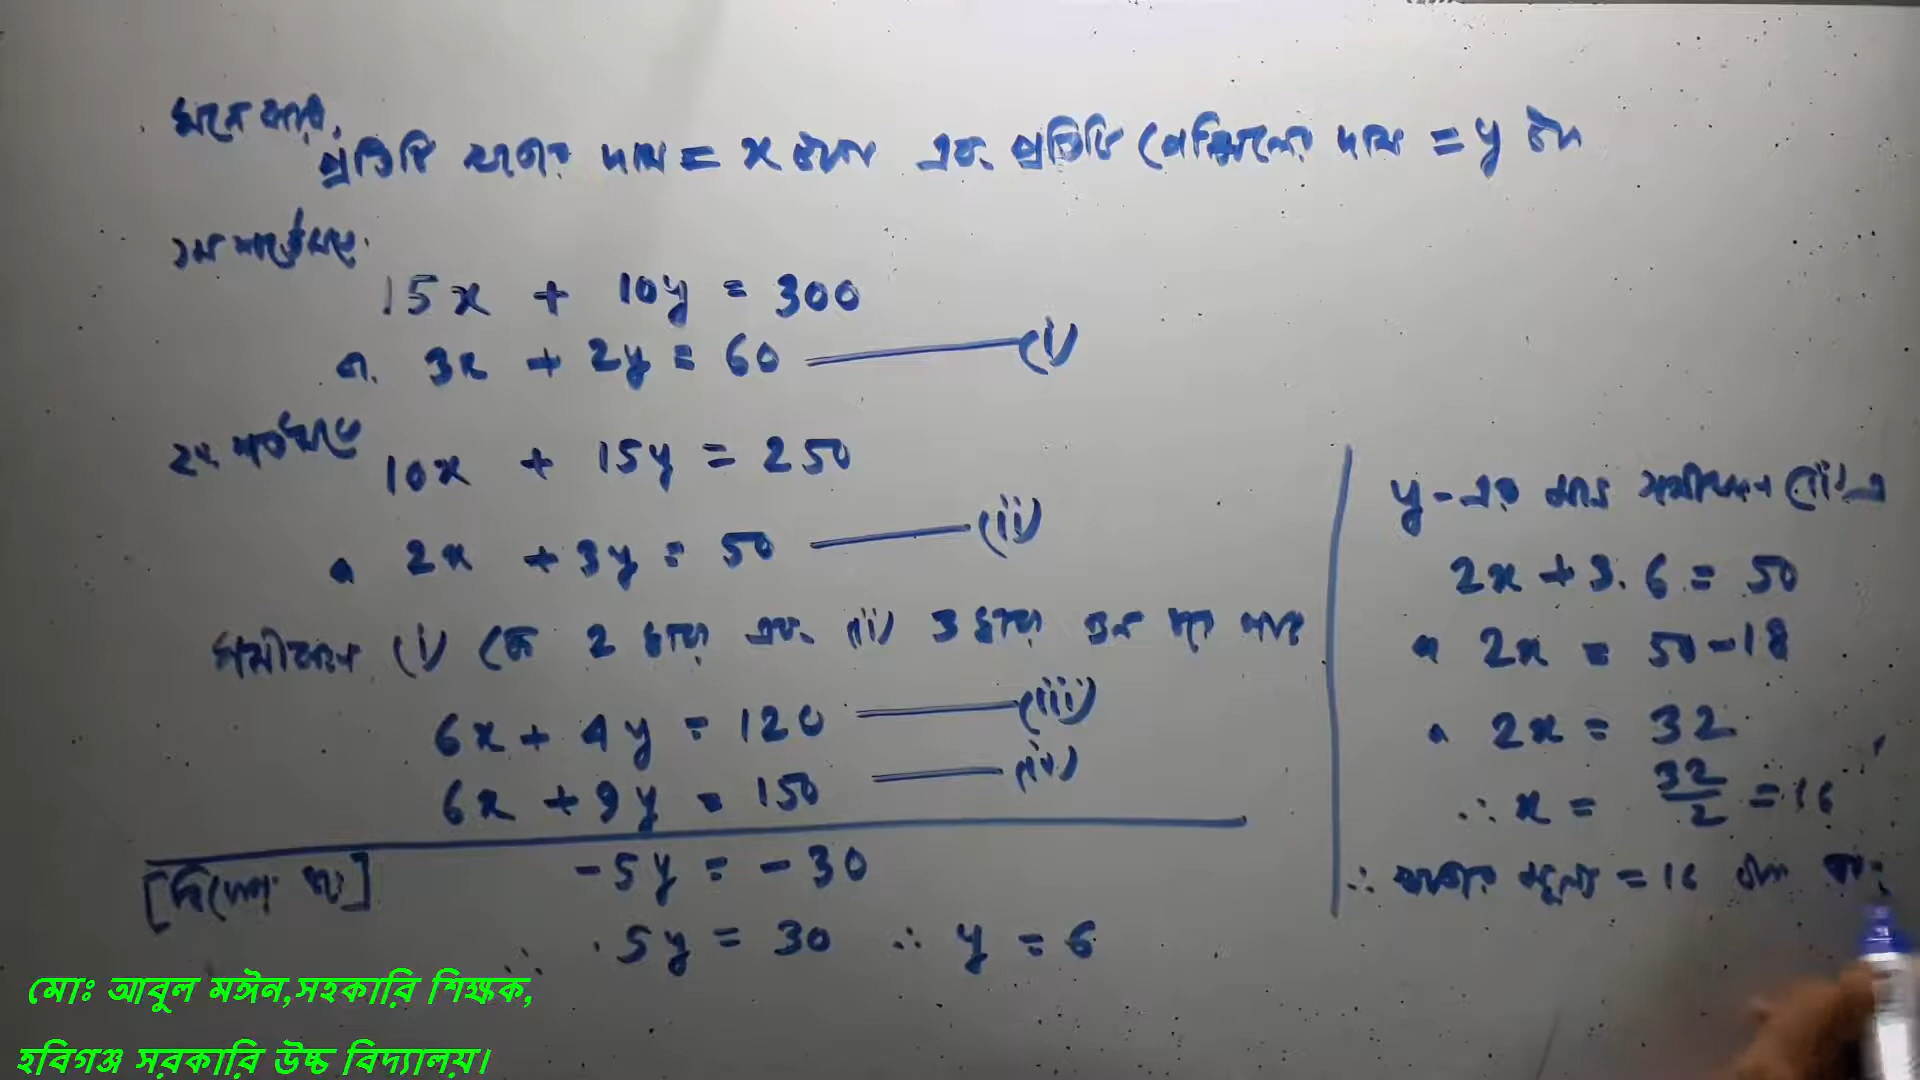 মনে করি,
প্রতিটি খাতার দাম = x টাকা এবং প্রতিটি পেন্সিলের দাম = y টাকা
১ম শর্তমতে,
15x + 10y = 300
বা, 3x + 2y = 60 (i)
২য় শর্তমতে
10x + 15y = 250
বা 2x + 3y = 50 (ii)
সমীকরণ (i) কে 2 দ্বারা এবং (ii) 3 দ্বারা গুন করে পাই
6x + 4y = 120 (iii)
6x + 9y = 150 (iv)
[বিয়োগ করে] -5y = -30
∴ 5y = 30 ∴ y = 6
y-এর মান সমীকরণ (ii) এ
2x + 3.6 = 50
বা 2x = 50-18
বা 2x = 32
∴ x = 32/2 = 16
∴ খাতার মূল্য = 16 টাকা এবং
মোঃ আবুল মঈন,সহকারি শিক্ষক,
হবিগঞ্জ সরকারি উচ্চ বিদ্যালয়।